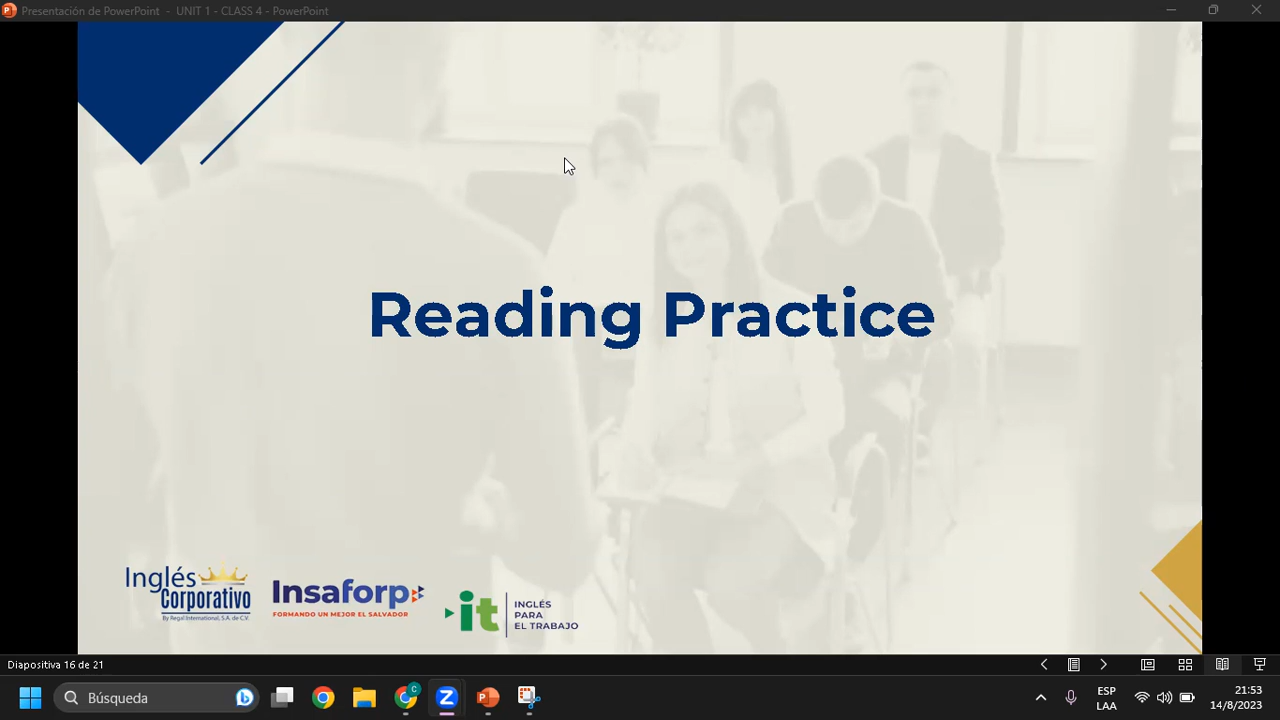 Presentación de PowerPoint - UNIT 1 - CLASS 4 - PowerPoint
Reading Practice
Inglés
Corporativo
By Regal International, S.A. de C.V.
Insaforp
FORMANDO UN MEJOR EL SALVADOR
it
INGLÉS
PARA
EL TRABAJO
Diapositiva 16 de 21
Búsqueda
ESP
LAA
21:53
14/8/2023